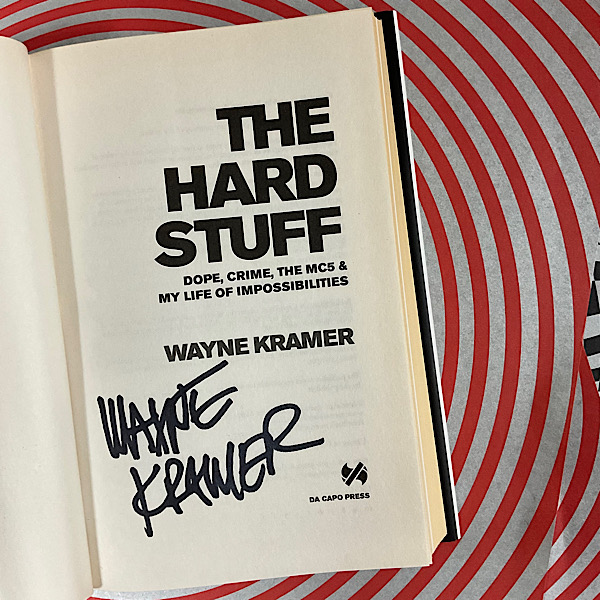 THE
HARD
STUFF
DOPE, CRIME, THE MC5 &
MY LIFE OF IMPOSSIBILITIES
WAYNE KRAMER
WAYNE
KRAMER
DA CAPO PRESS